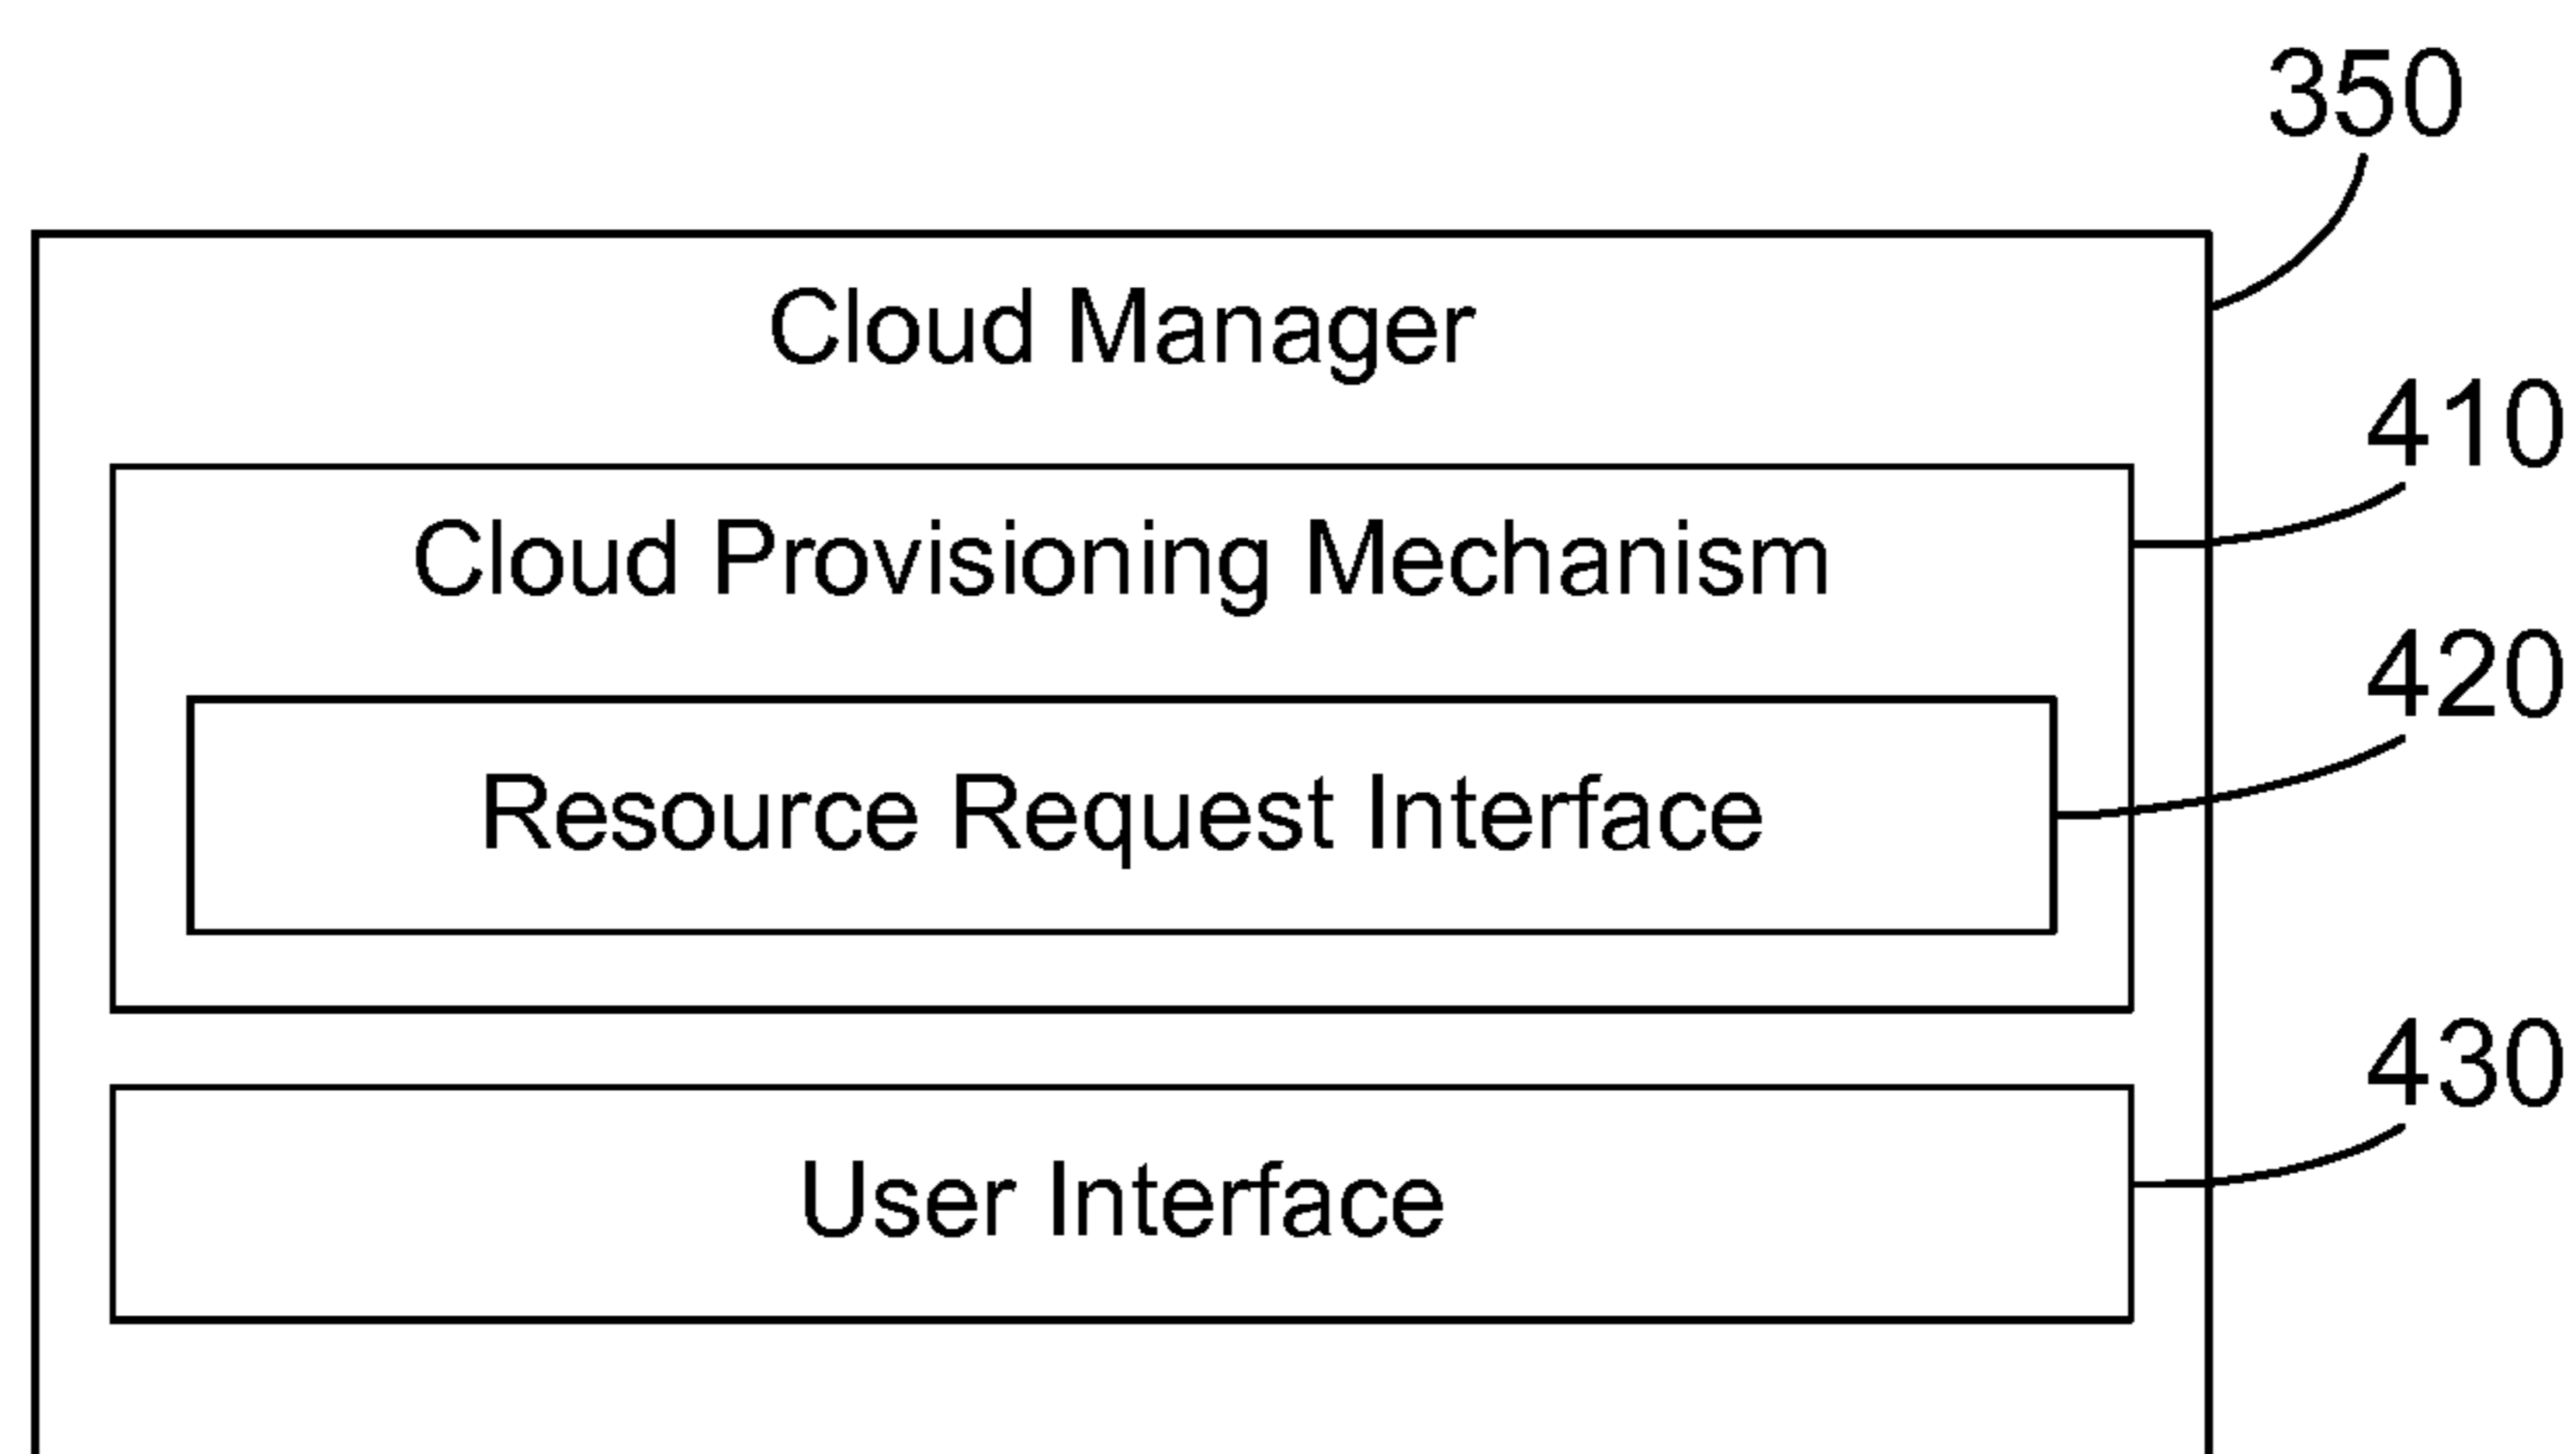 350
Cloud Manager
410
Cloud Provisioning Mechanism
420
Resource Request Interface
430
User Interface